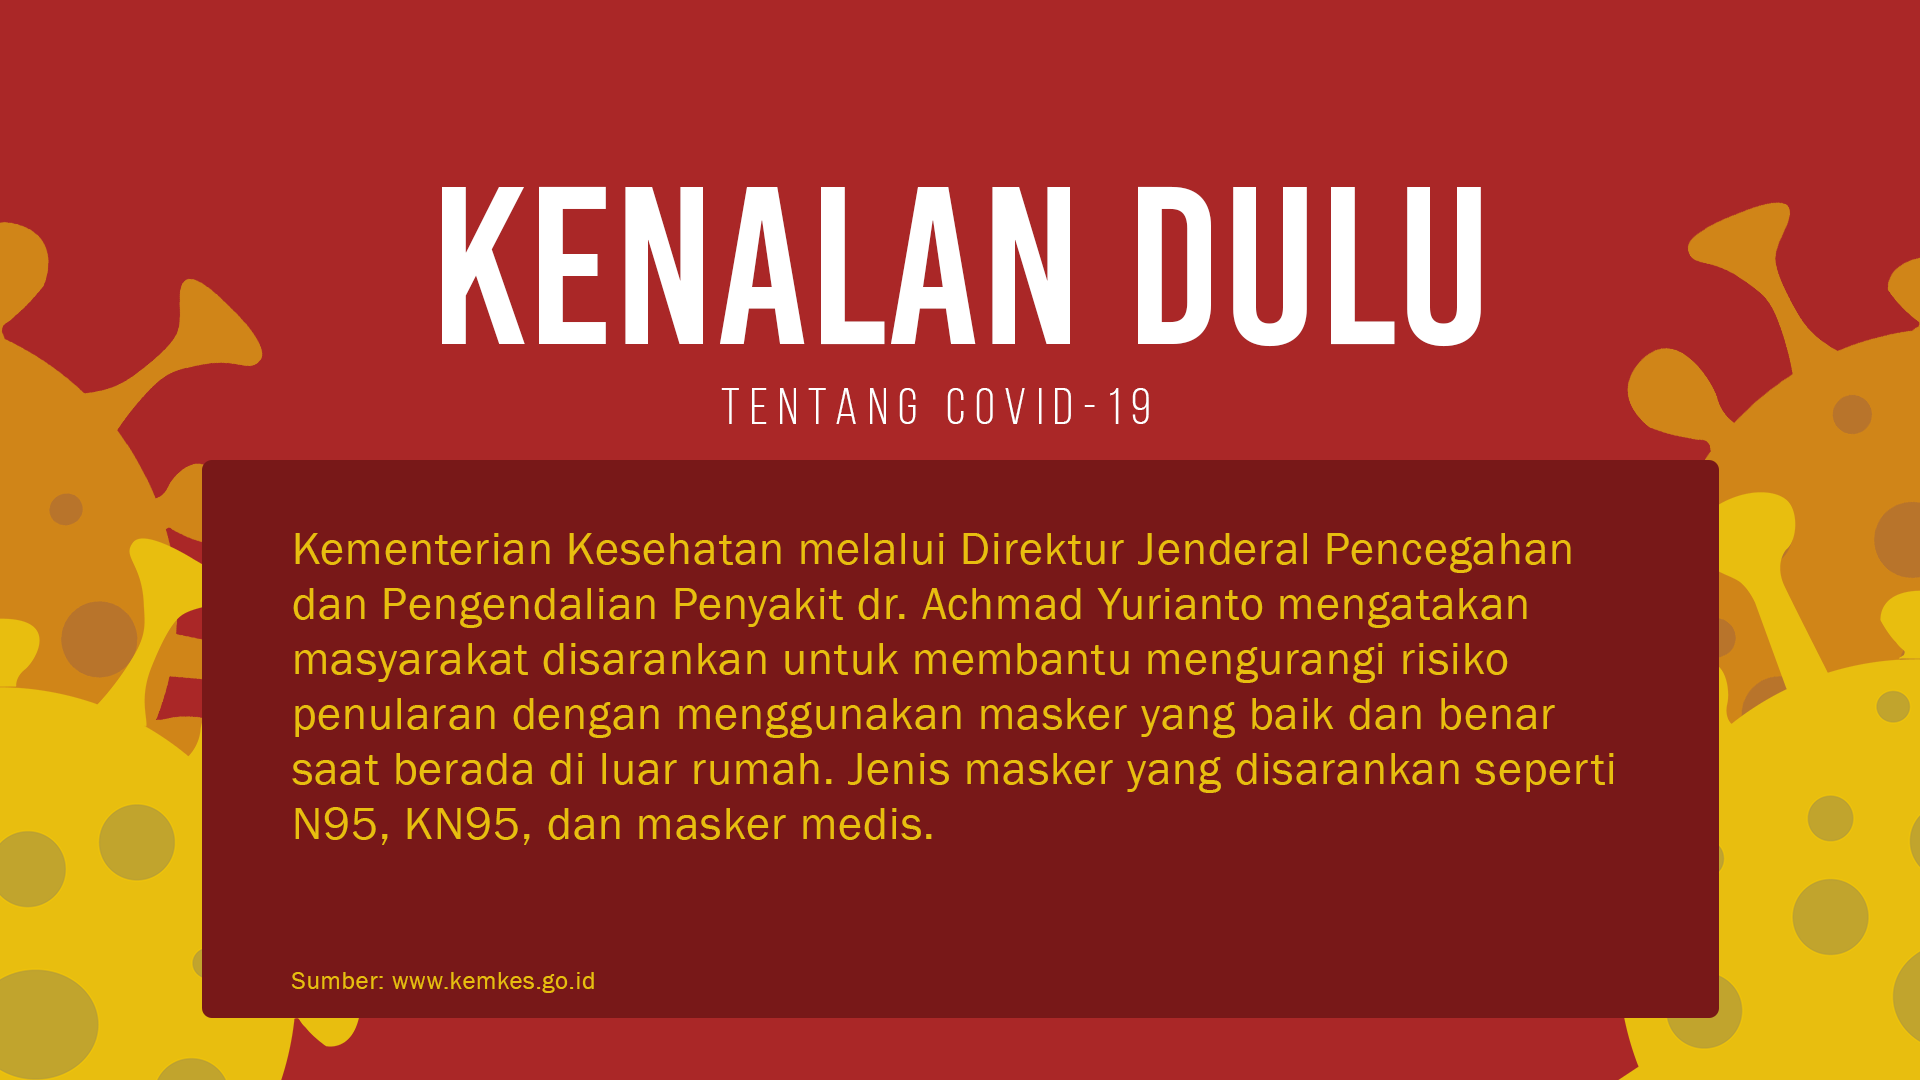 KENALAN DULU
TENTANG COVID-19
Kementerian Kesehatan melalui Direktur Jenderal Pencegahan
dan Pengendalian Penyakit dr. Achmad Yurianto mengatakan
masyarakat disarankan untuk membantu mengurangi risiko
penularan dengan menggunakan masker yang baik dan benar
saat berada di luar rumah. Jenis masker yang disarankan seperti
N95, KN95, dan masker medis.
Sumber: www.kemkes.go.id